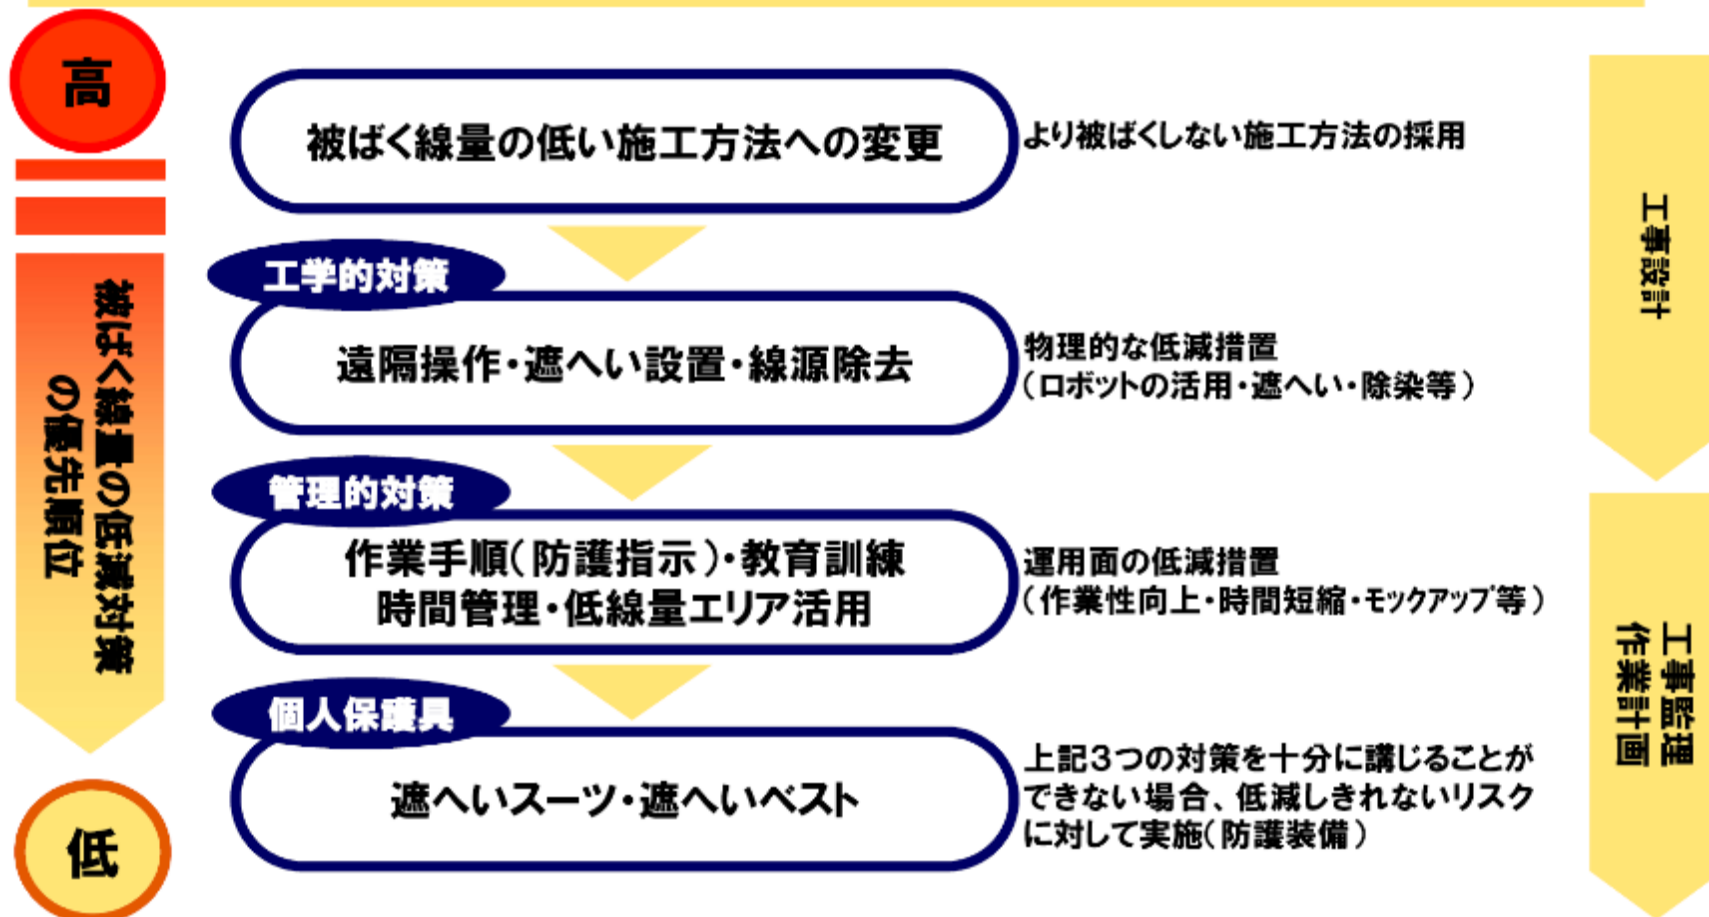 高
被ばく線量の低減対策
の優先順位
低
被ばく線量の低い施工方法への変更
より被ばくしない施工方法の採用
工学的対策
遠隔操作・遮へい設置・線源除去
物理的な低減措置
（ロボットの活用・遮へい・除染等）
管理的対策
作業手順（防護指示）・教育訓練
時間管理・低線量エリア活用
運用面の低減措置
（作業性向上・時間短縮・モックアップ等）
個人保護具
遮へいスーツ・遮へいベスト
上記３つの対策を十分に講じることが
できない場合、低減しきれないリスク
に対して実施（防護装備）
工事設計
工事監理
作業計画